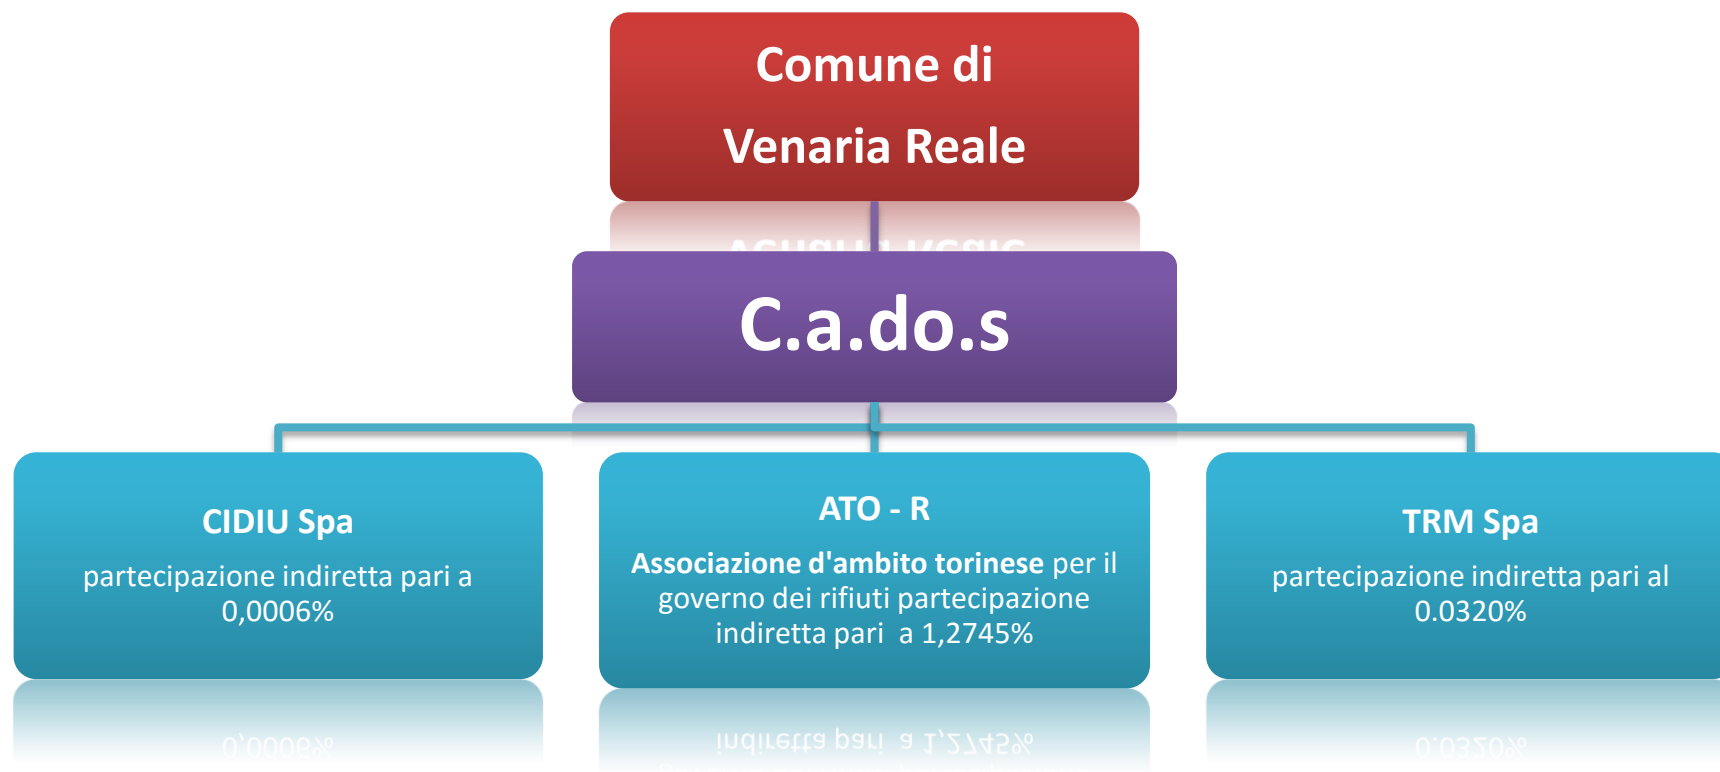 Comune di
Venaria Reale
C.a.do.s
CIDIU Spa
partecipazione indiretta pari a
0,0006%
ATO - R
Associazione d'ambito torinese per il
governo dei rifiuti partecipazione
indiretta pari  a 1,2745%
TRM Spa
partecipazione indiretta pari al
0.0320%